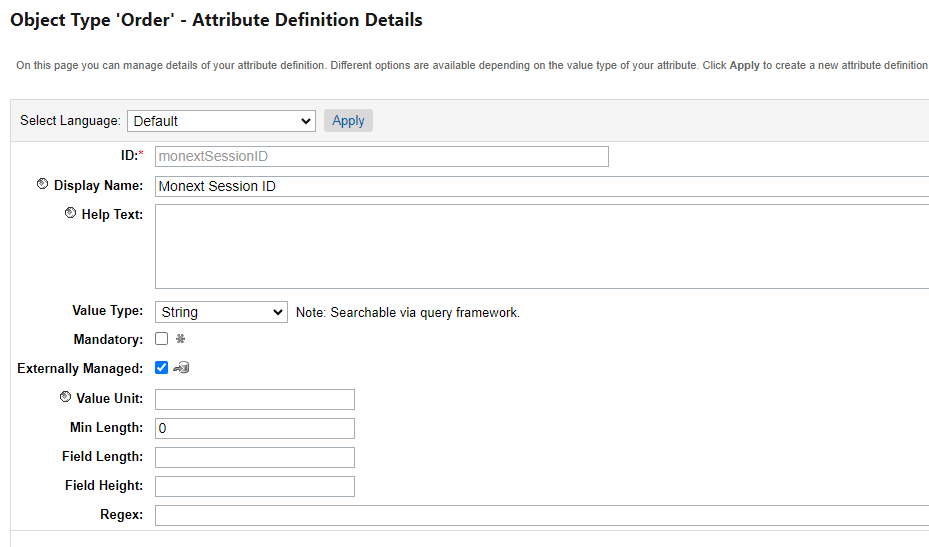 Object Type 'Order' - Attribute Definition Details
On this page you can manage details of your attribute definition. Different options are available depending on the value type of your attribute. Click Apply to create a new attribute definition
Select Language: Default Apply
ID:* monextSessionID
Display Name: Monext Session ID
Help Text:
Value Type: String Note: Searchable via query framework.
Mandatory:
Externally Managed:
Value Unit:
Min Length: 0
Field Length:
Field Height:
Regex: